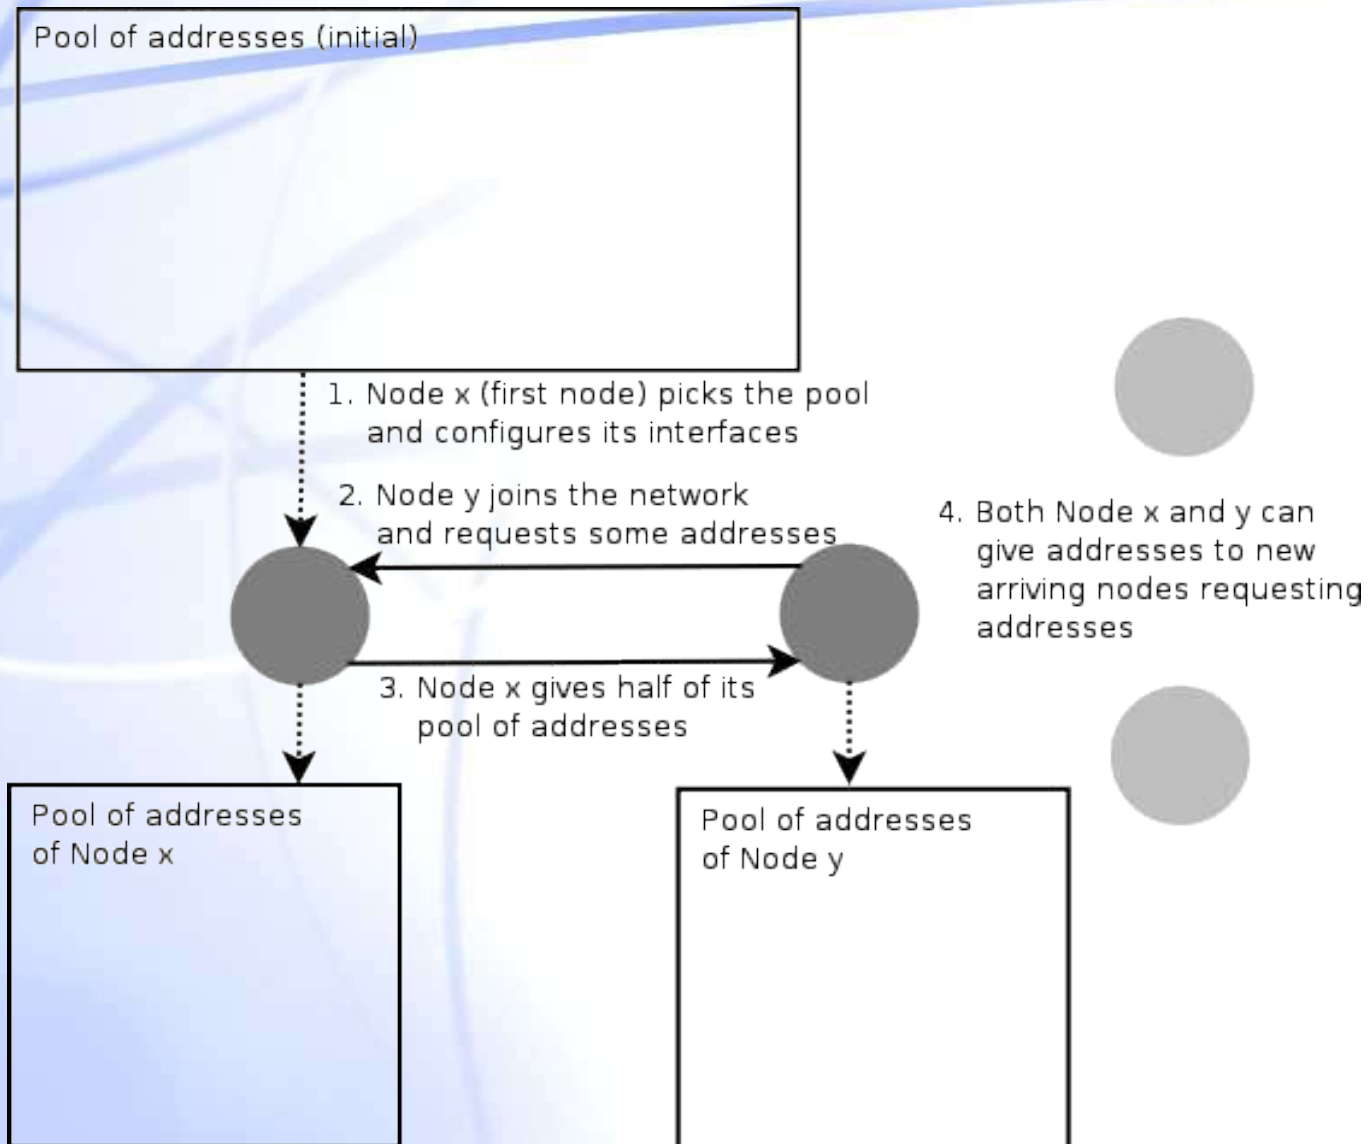 Pool of addresses (initial)
1. Node x (first node) picks the pool
and configures its interfaces
2. Node y joins the network
and requests some addresses
3. Node x gives half of its
pool of addresses
4. Both Node x and y can
give addresses to new
arriving nodes requesting
addresses
Pool of addresses
of Node x
Pool of addresses
of Node y